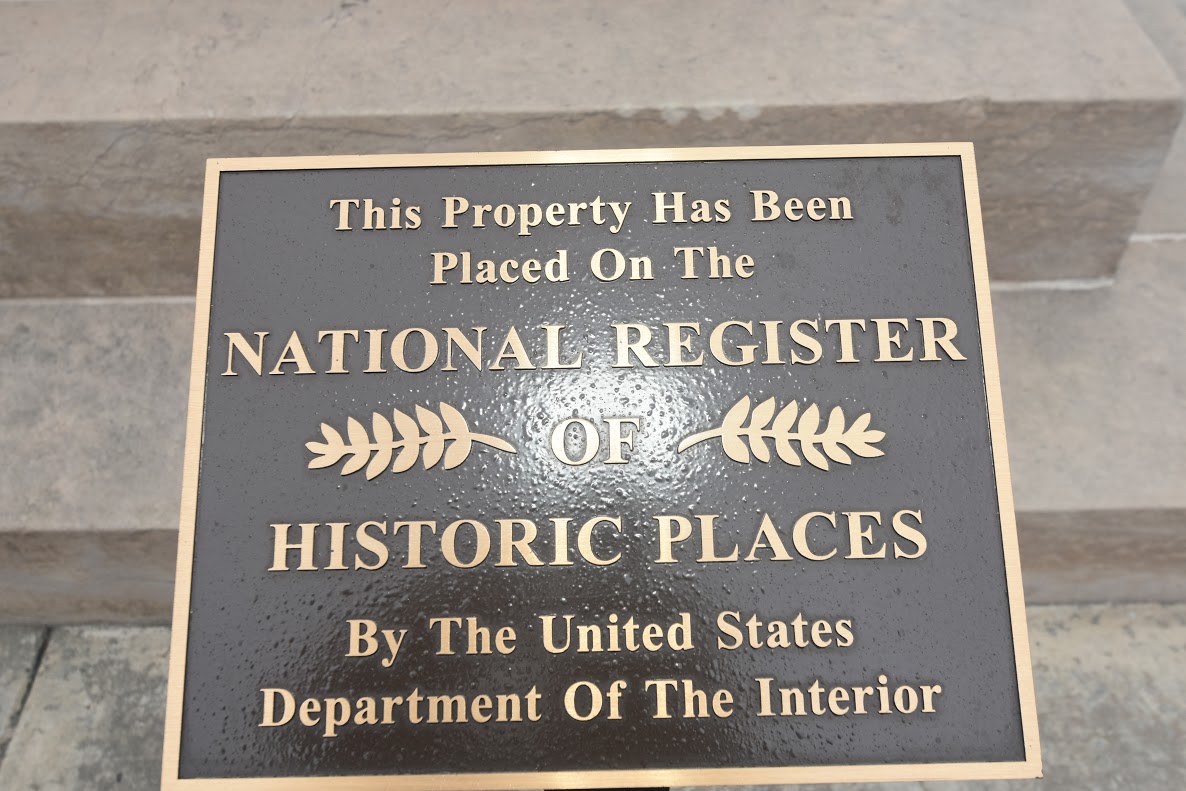 This Property Has Been
Placed On The
NATIONAL REGISTER
OF
HISTORIC PLACES
By The United States
Department Of The Interior